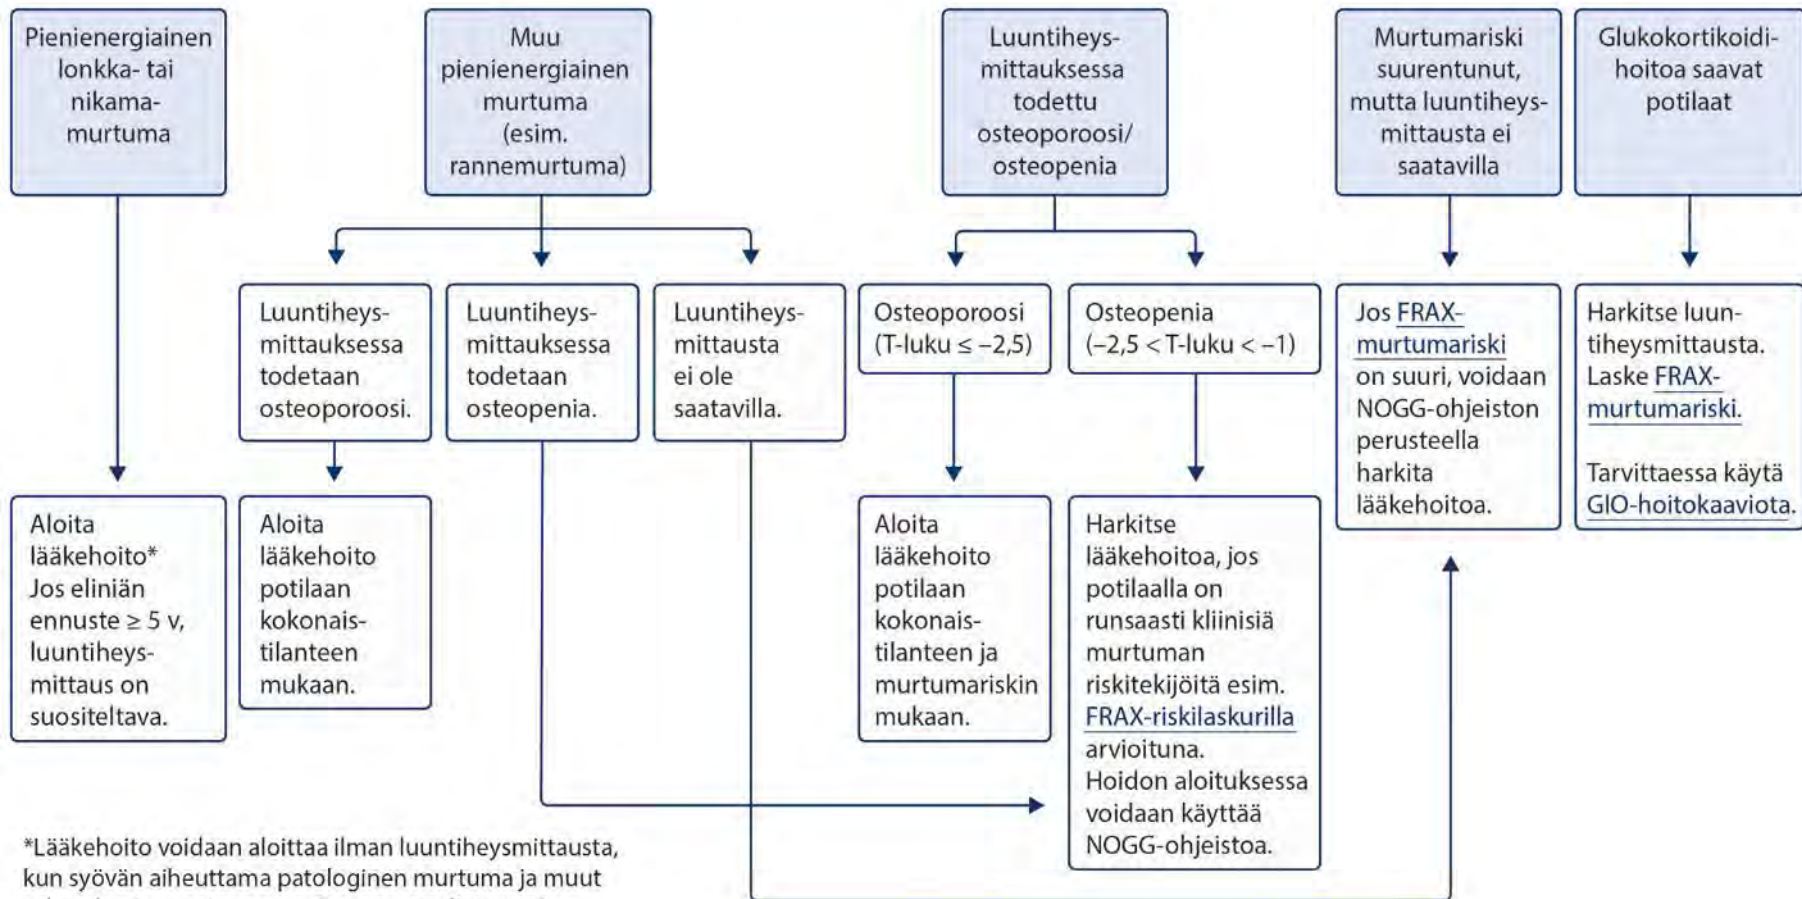 Pienienergiainen
lonkka- tai
nikama-
murtuma
Muu
pienienergiainen
murtuma
(esim.
rannemurtuma)
Luuntiheys-
mittauksessa
todettu
osteoporoosi/
osteopenia
Murtumariski
suurentunut,
mutta luuntiheys-
mittausta ei
saatavilla
Glukokortikoidi-
hoitoa saavat
potilaat
Luuntiheys-
mittauksessa
todetaan
osteoporoosi.
Luuntiheys-
mittauksessa
todetaan
osteopenia.
Luuntiheys-
mittausta
ei ole
saatavilla.
Osteoporoosi
(T-luku ≤ −2,5)
Osteopenia
(−2,5 < T-luku < −1)
Jos FRAX-
murtumariski
on suuri, voidaan
NOGG-ohjeiston
perusteella
harkita
lääkehoitoa.
Harkitse luun-
tiheysmittausta.
Laske FRAX-
murtumariski.
Tarvittaessa käytä
GIO-hoitokaaviota.
Aloita
lääkehoito*
Jos eliniän
ennuste ≥ 5 v,
luuntiheys-
mittaus on
suositeltava.
Aloita
lääkehoito
potilaan
kokonais-
tilanteen
mukaan.
Aloita
lääkehoito
potilaan
kokonais-
tilanteen ja
murtumariskin
mukaan.
Harkitse
lääkehoitoa, jos
potilaalla on
runsaasti kliinisiä
murtuman
riskitekijöitä esim.
FRAX-riskilaskurilla
arvioituna.
Hoidon aloituksessa
voidaan käyttää
NOGG-ohjeistoa.
*Lääkehoito voidaan aloittaa ilman luuntiheysmittausta,
kun syövän aiheuttama patologinen murtuma ja muut